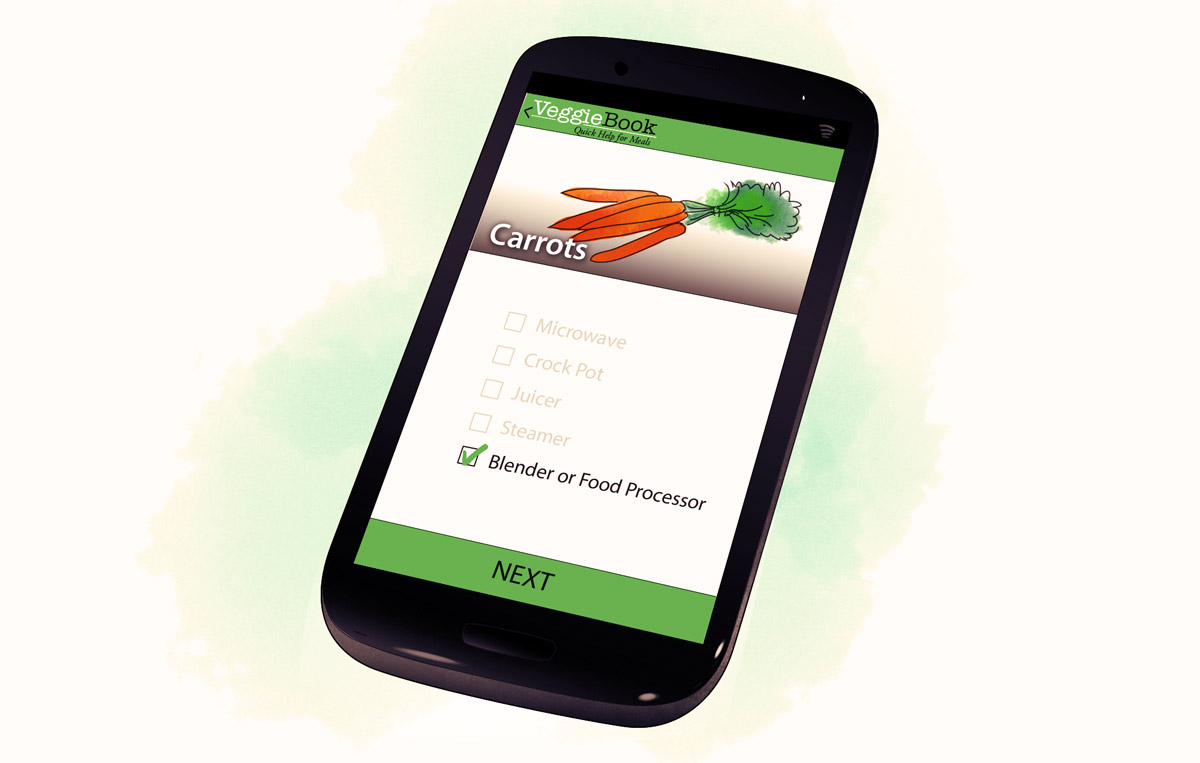 VeggieBook
Quick Help for Meals
Carrots
Microwave
Crock Pot
Juicer
Steamer
Blender or Food Processor
NEXT